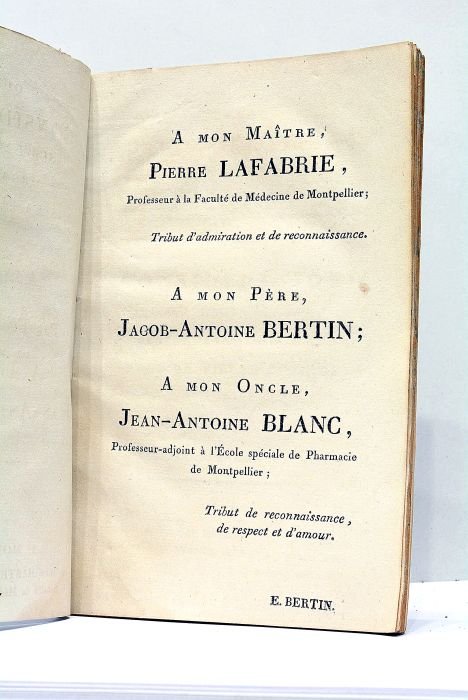 A MON MAÎTRE,
PIERRE LAFABRIE,
Professeur à la Faculté de Médecine de Montpellier;
Tribut d'admiration et de reconnaissance.
A MON PÈRE,
JACOB-ANTOINE BERTIN;
A MON ONCLE,
JEAN-ANTOINE BLANC,
Professeur-adjoint à l'École spéciale de Pharmacie
de Montpellier;
Tribut de reconnaissance,
de respect et d'amour.
E. BERTIN.